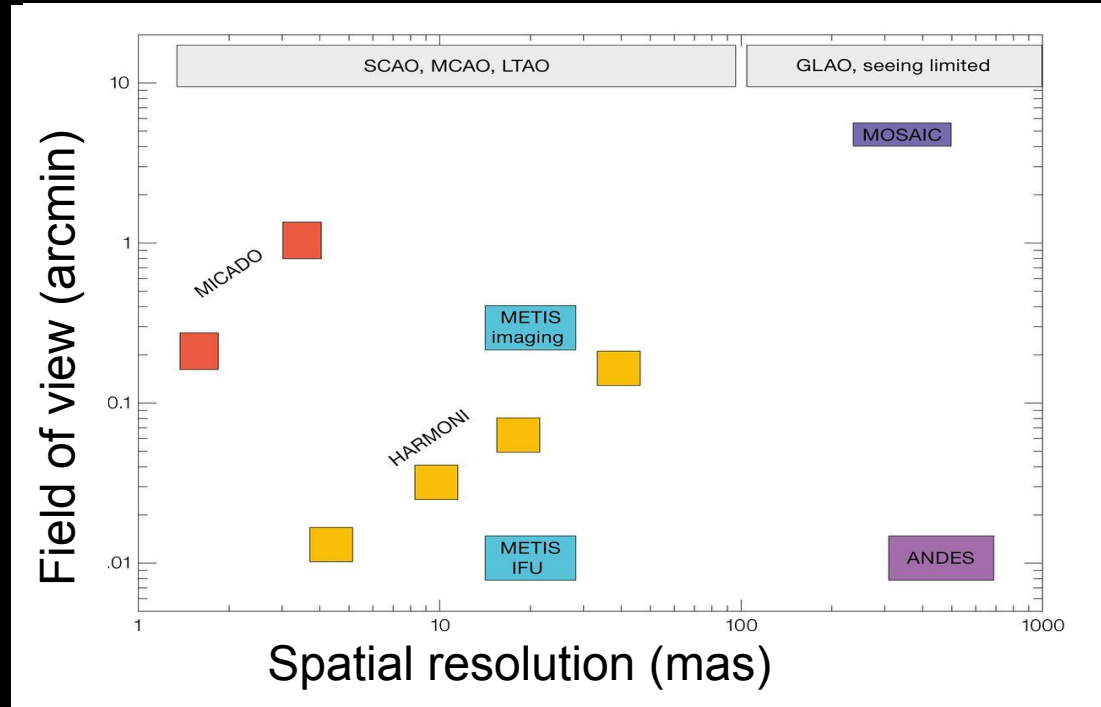 SCAO, MCAO, LTAO
GLAO, seeing limited
10
MOSAIC
1
MICADO
METIS
imaging
0.1
HARMONI
METIS
IFU
ANDES
.01
1
10
100
1000
Field of view (arcmin)
Spatial resolution (mas)